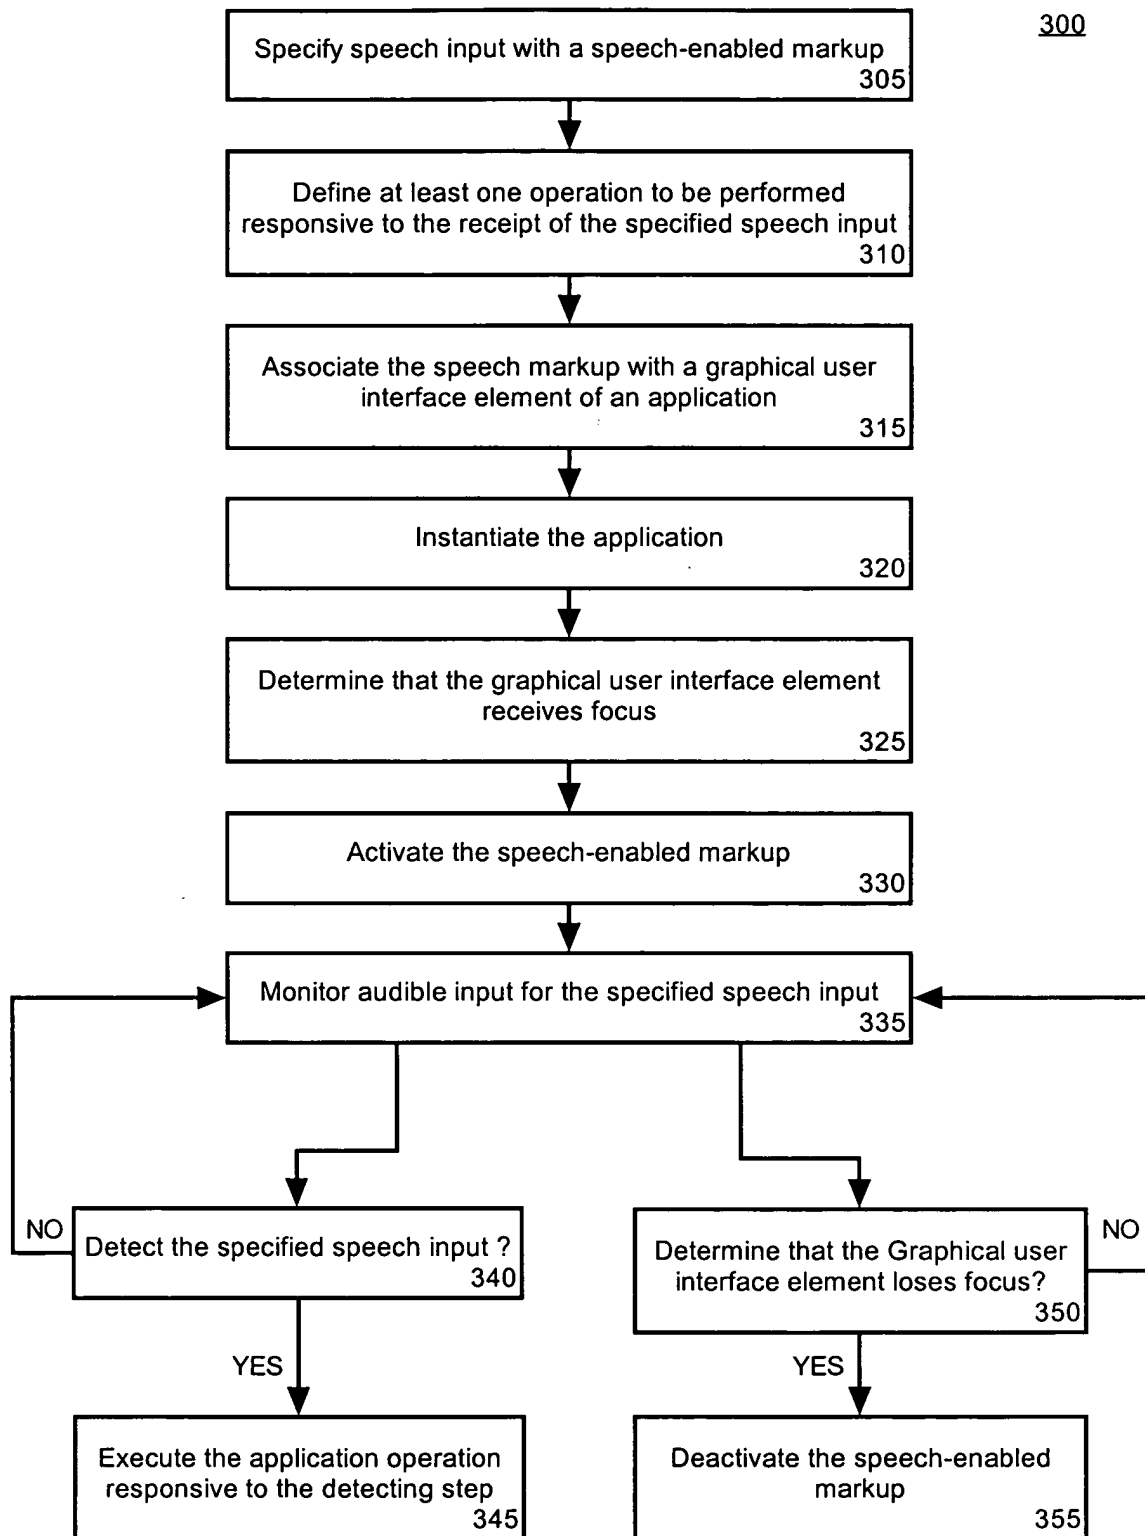 300
Specify speech input with a speech-enabled markup
305
Define at least one operation to be performed
responsive to the receipt of the specified speech input
310
Associate the speech markup with a graphical user
interface element of an application
315
Instantiate the application
320
Determine that the graphical user interface element
receives focus
325
Activate the speech-enabled markup
330
Monitor audible input for the specified speech input
335
NO
Detect the specified speech input ?
340
YES
Execute the application operation
responsive to the detecting step
345
Determine that the Graphical user
interface element loses focus?
350
NO
YES
Deactivate the speech-enabled
markup
355